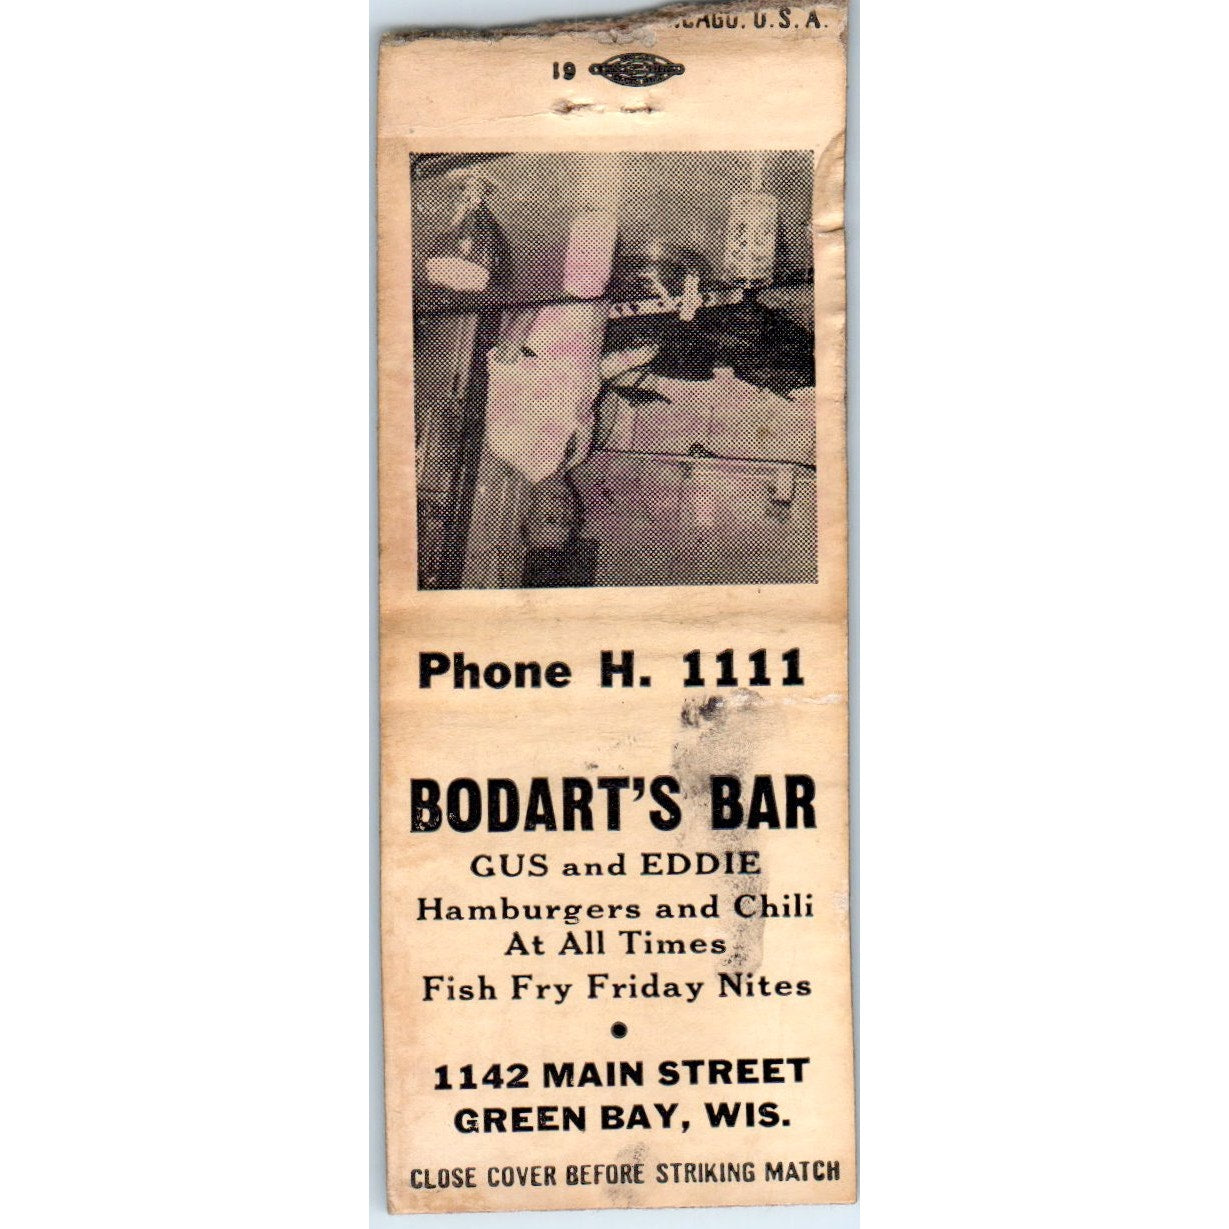 U.S.A.
19
Phone H. 1111
BODART'S BAR
GUS and EDDIE
Hamburgers and Chili
At All Times
Fish Fry Friday Nites
1142 MAIN STREET
GREEN BAY, WIS.
CLOSE COVER BEFORE STRIKING MATCH